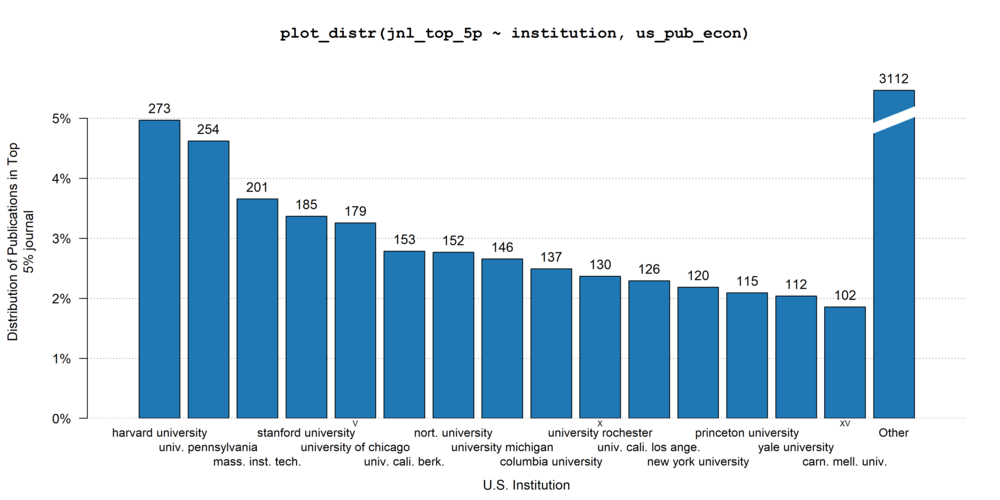 plot_distr(jnl_top_5p ~ institution, us_pub_econ)
3112
273
254
201
185
179
153
152
146
137
130
126
120
115
112
102
5%
4%
3%
2%
1%
0%
Distribution of Publications in Top
5% journal
V
X
XV
harvard university
stanford university
nort. university
university rochester
princeton university
Other
univ. pennsylvania
university of chicago
university michigan
univ. cali. los ange.
yale university
mass. inst. tech.
univ. cali. berk.
columbia university
new york university
carn. mell. univ.
U.S. Institution